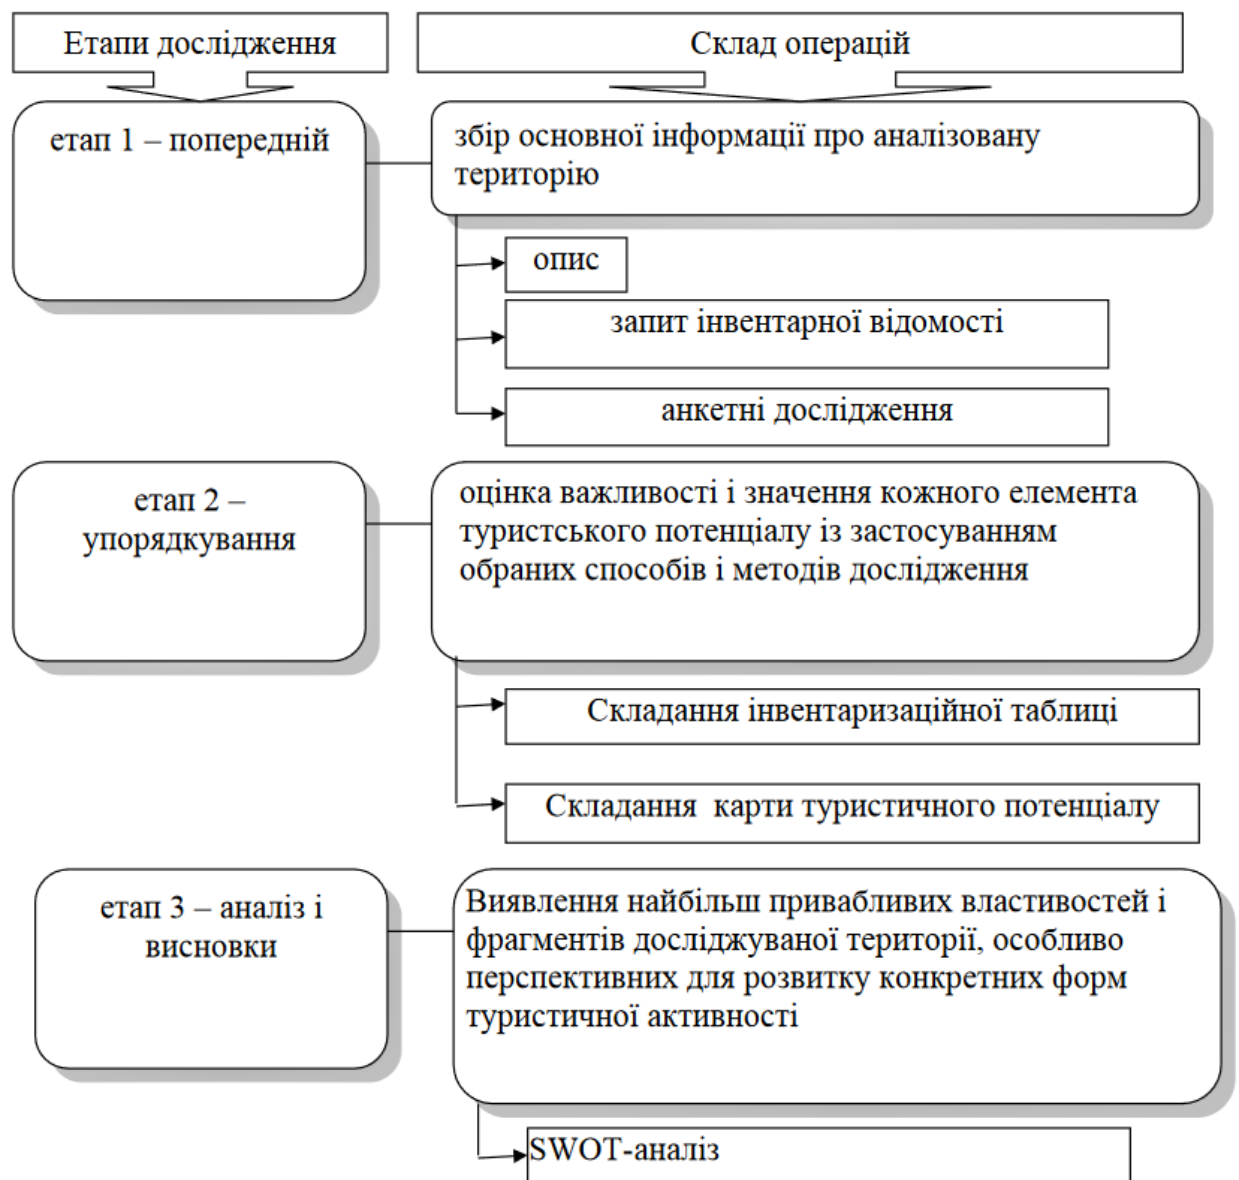 Етапи дослідження
Склад операцій
етап 1 – попередній
збір основної інформації про аналізовану
територію
опис
запит інвентарної відомості
анкетні дослідження
етап 2 –
упорядкування
оцінка важливості і значення кожного елемента
туристського потенціалу із застосуванням
обраних способів і методів дослідження
Складання інвентаризаційної таблиці
Складання карти туристичного потенціалу
етап 3 – аналіз і
висновки
Виявлення найбільш привабливих властивостей і
фрагментів досліджуваної території, особливо
перспективних для розвитку конкретних форм
туристичної активності
SWOT-аналіз